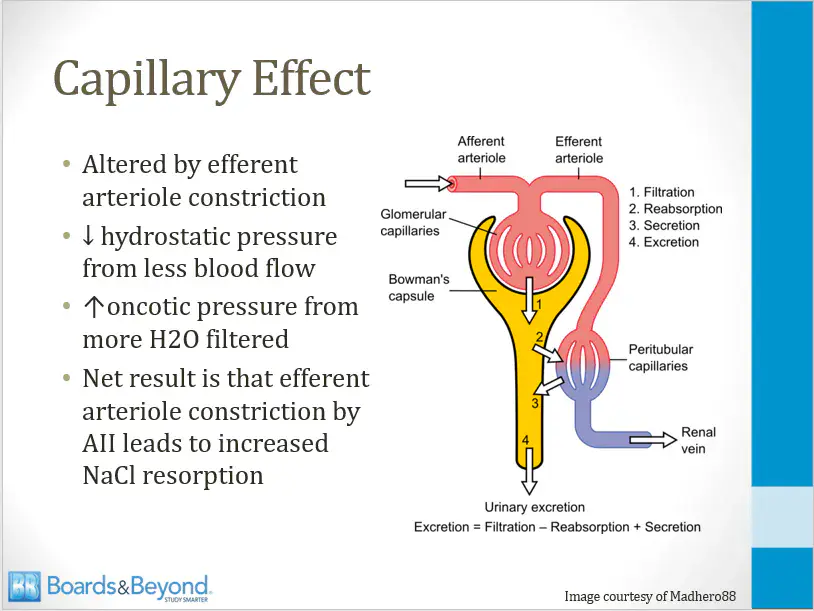 Capillary Effect
• Altered by efferent
arteriole constriction
• ↓ hydrostatic pressure
from less blood flow
• ↑oncotic pressure from
more H2O filtered
• Net result is that efferent
arteriole constriction by
AII leads to increased
NaCl resorption
Afferent
arteriole
Efferent
arteriole
1. Filtration
2. Reabsorption
3. Secretion
4. Excretion
Glomerular
capillaries
Bowman's
capsule
1
2
3
4
Peritubular
capillaries
Renal
vein
Urinary excretion
Excretion = Filtration – Reabsorption + Secretion
BB Boards&Beyond.
STUDY SMARTER
Image courtesy of Madhero88